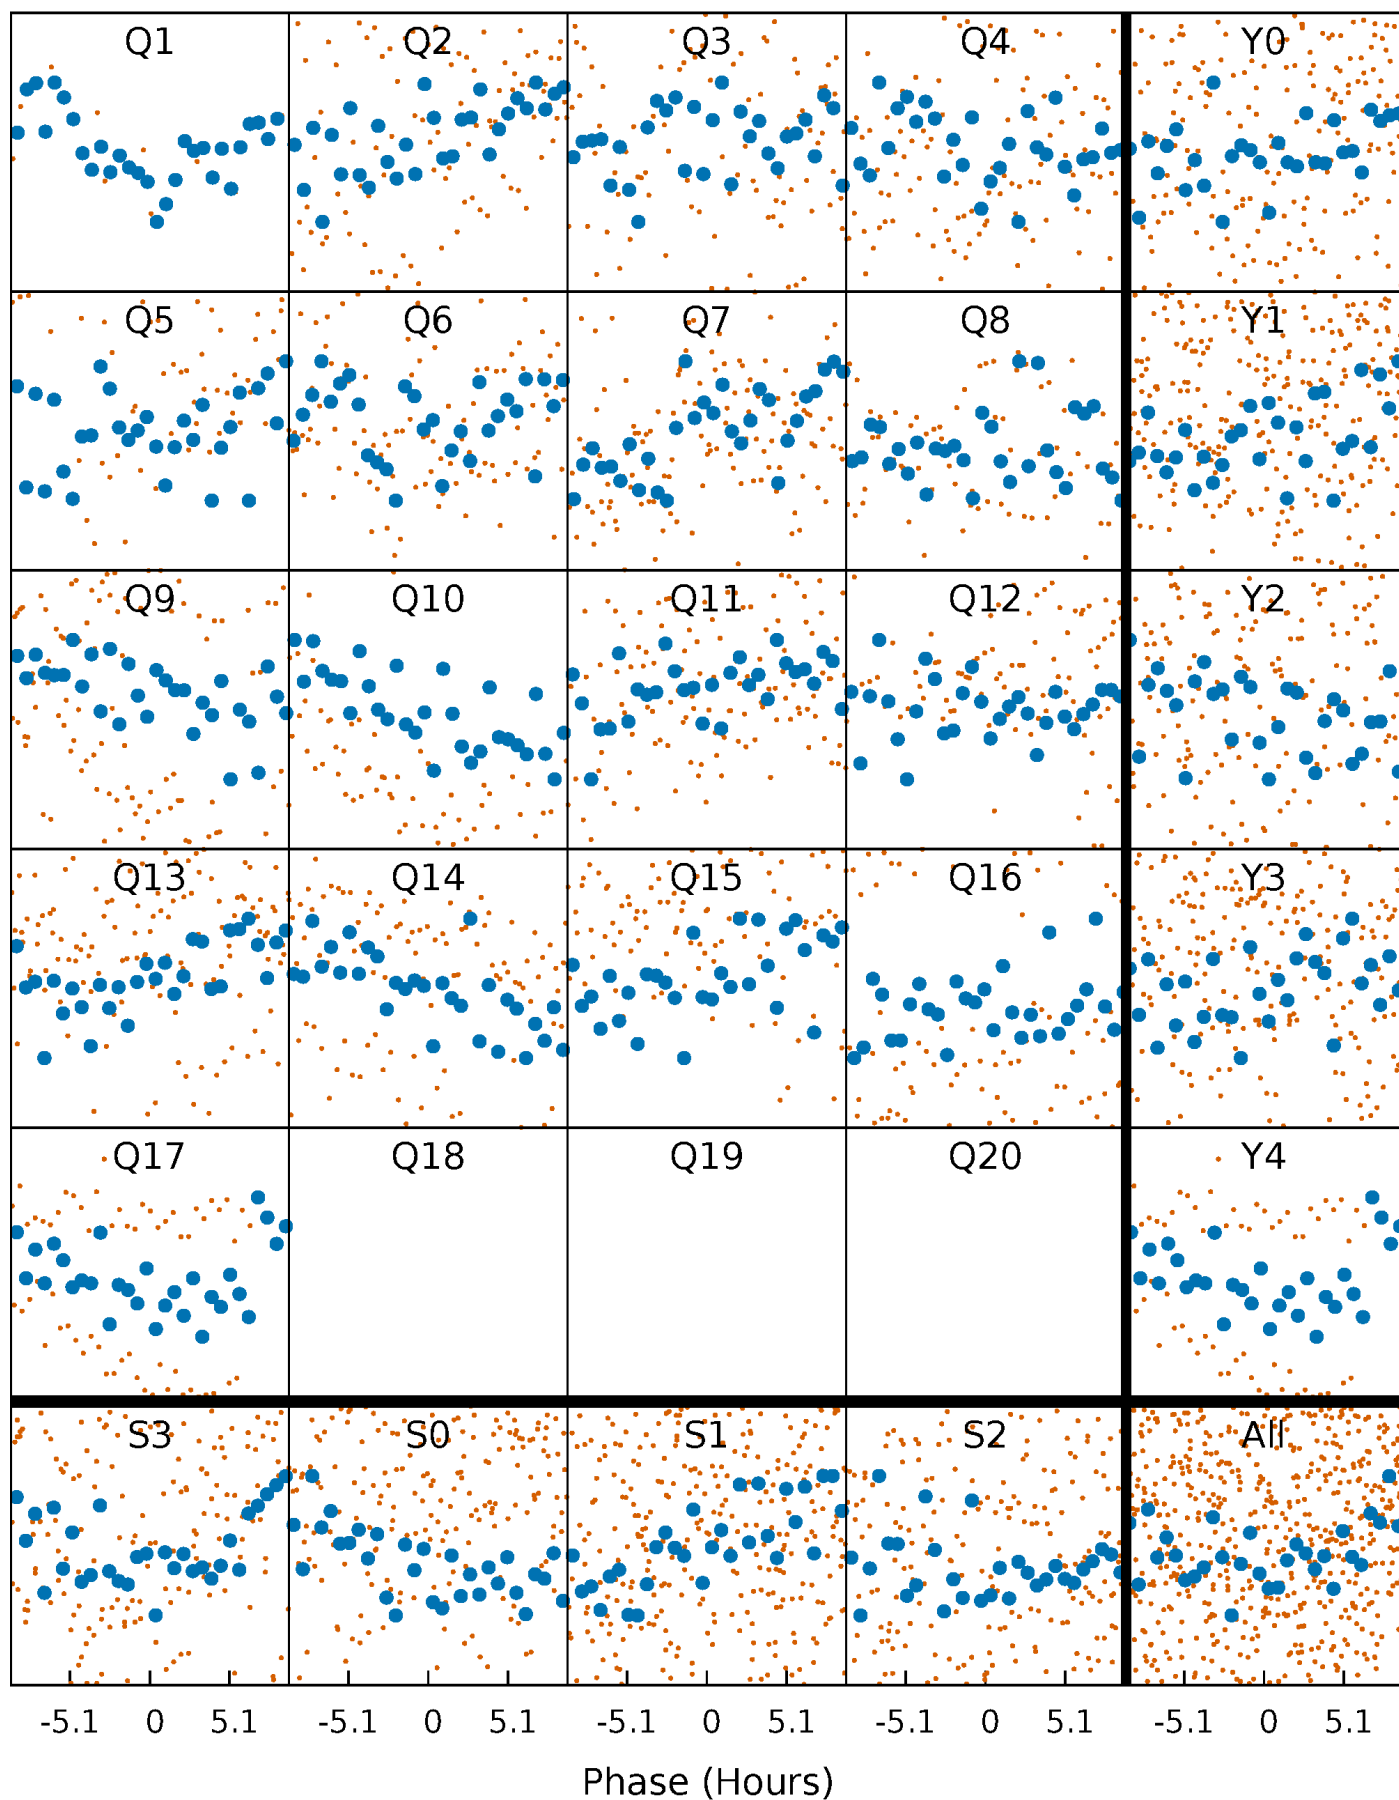 Q1 Q2 Q3 Q4 Y0
Q5 Q6 Q7 Q8 Y1
Q9 Q10 Q11 Q12 Y2
Q13 Q14 Q15 Q16 Y3
Q17 Q18 Q19 Q20 Y4
S3 S0 S1 S2 All
-5.1 0 5.1 -5.1 0 5.1 -5.1 0 5.1 -5.1 0 5.1 -5.1 0 5.1
Phase (Hours)